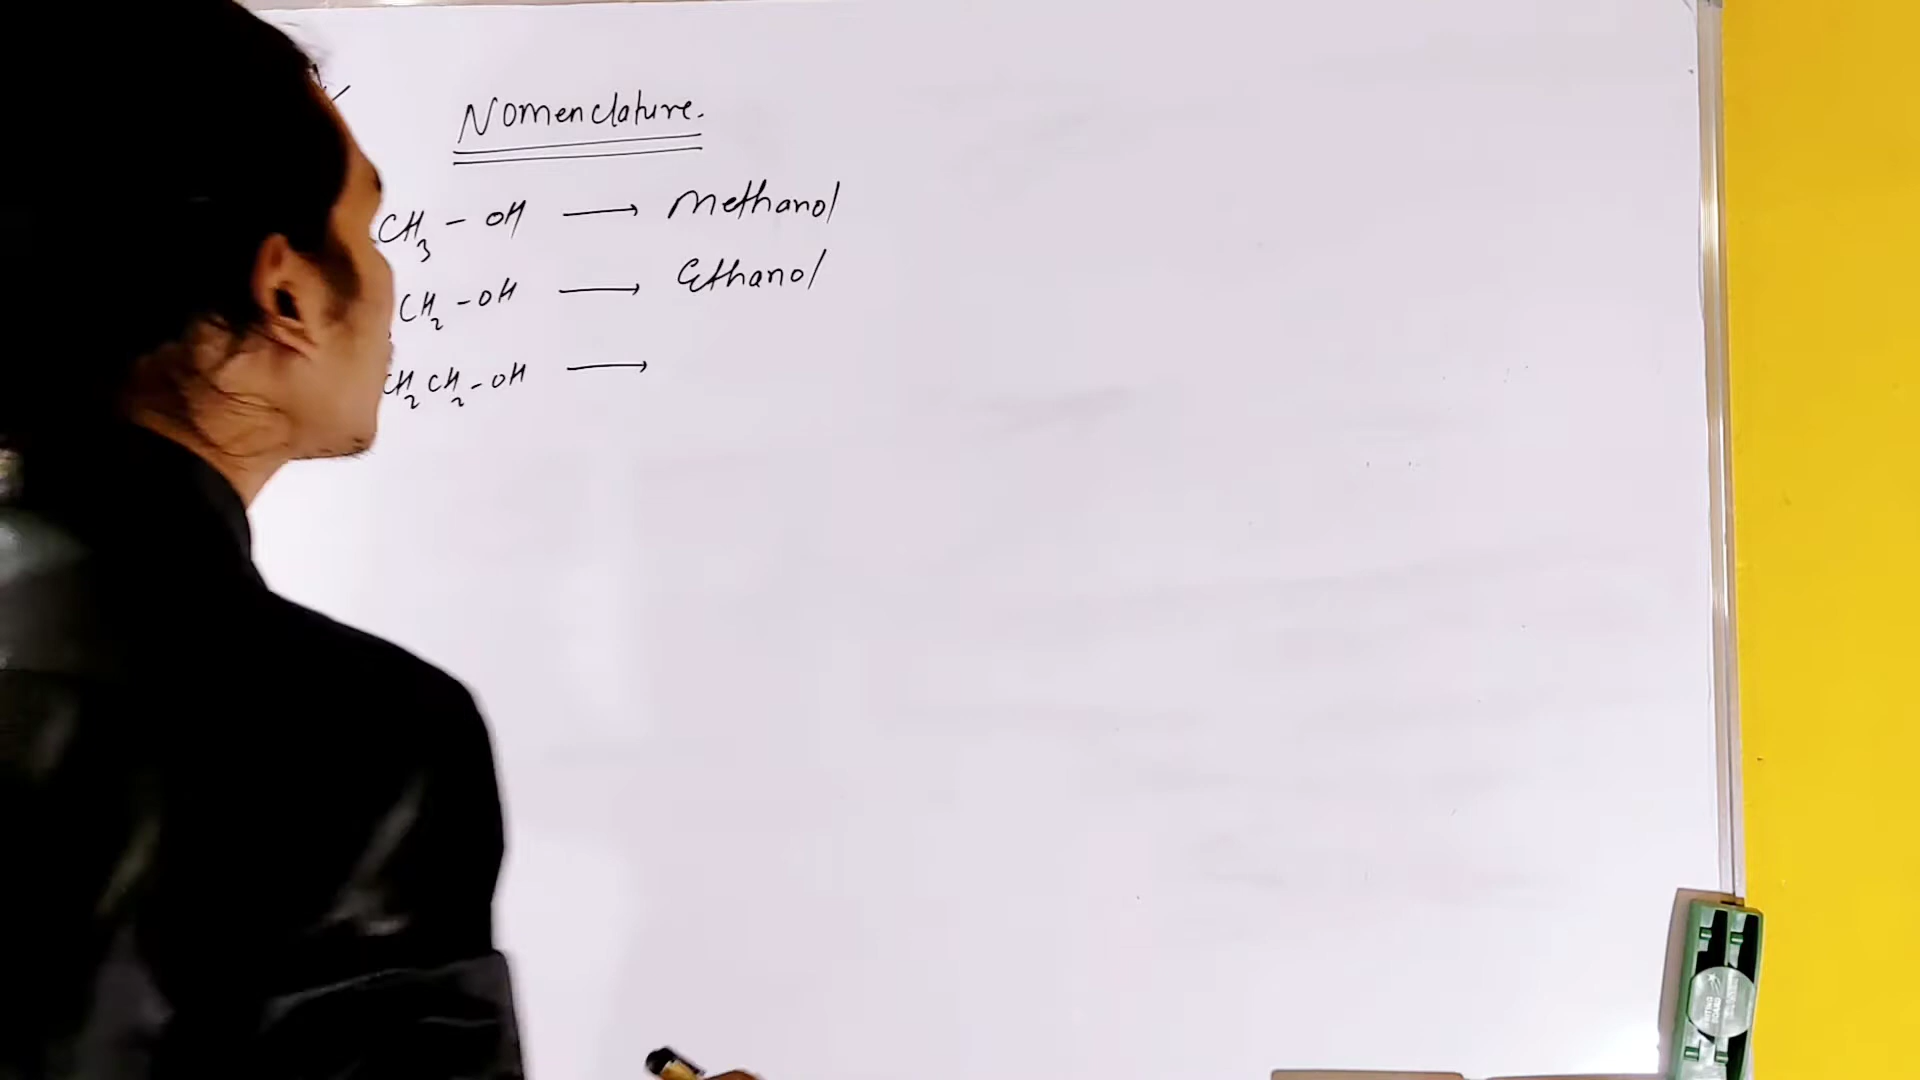 Nomenclature.
CH3 - OH → Methanol
CH2 - OH → Ethanol
CH2 CH2 - OH →